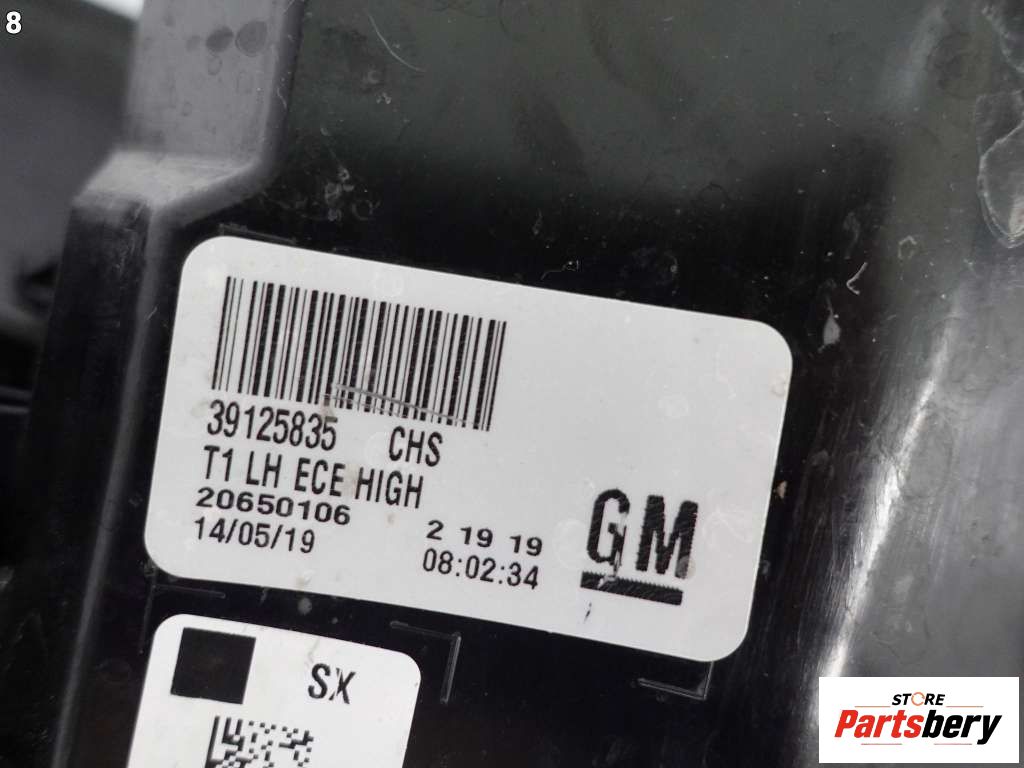 8
39125835 CHS
T1 LH ECE HIGH
20650106 2 19 19
14/05/19 08:02:34
GM
SX
STORE
Partsbery